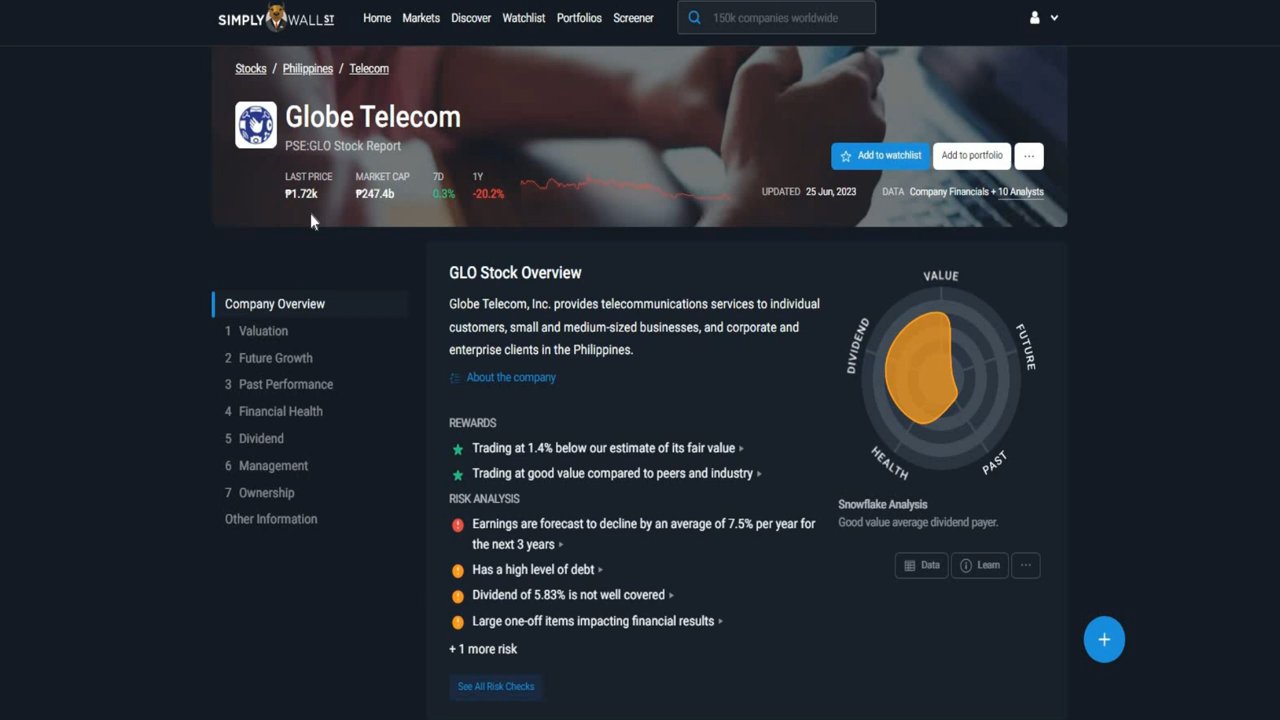 SIMPLY WALL ST
Home Markets Discover Watchlist Portfolios Screener
150k companies worldwide
Stocks / Philippines / Telecom
Globe Telecom
PSE:GLO Stock Report
Add to watchlist
Add to portfolio
...
LAST PRICE MARKET CAP 7D 1Y
₱1.72k ₱247.4b 0.3% -20.2%
UPDATED 25 Jun, 2023 DATA Company Financials + 10 Analysts
Company Overview
1 Valuation
2 Future Growth
3 Past Performance
4 Financial Health
5 Dividend
6 Management
7 Ownership
Other Information
GLO Stock Overview
Globe Telecom, Inc. provides telecommunications services to individual
customers, small and medium-sized businesses, and corporate and
enterprise clients in the Philippines.
About the company
REWARDS
Trading at 1.4% below our estimate of its fair value
Trading at good value compared to peers and industry
RISK ANALYSIS
Earnings are forecast to decline by an average of 7.5% per year for
the next 3 years
Has a high level of debt
Dividend of 5.83% is not well covered
Large one-off items impacting financial results
+ 1 more risk
See All Risk Checks
VALUE
FUTURE
PAST
HEALTH
DIVIDEND
Snowflake Analysis
Good value average dividend payer.
Data
Learn
...
+